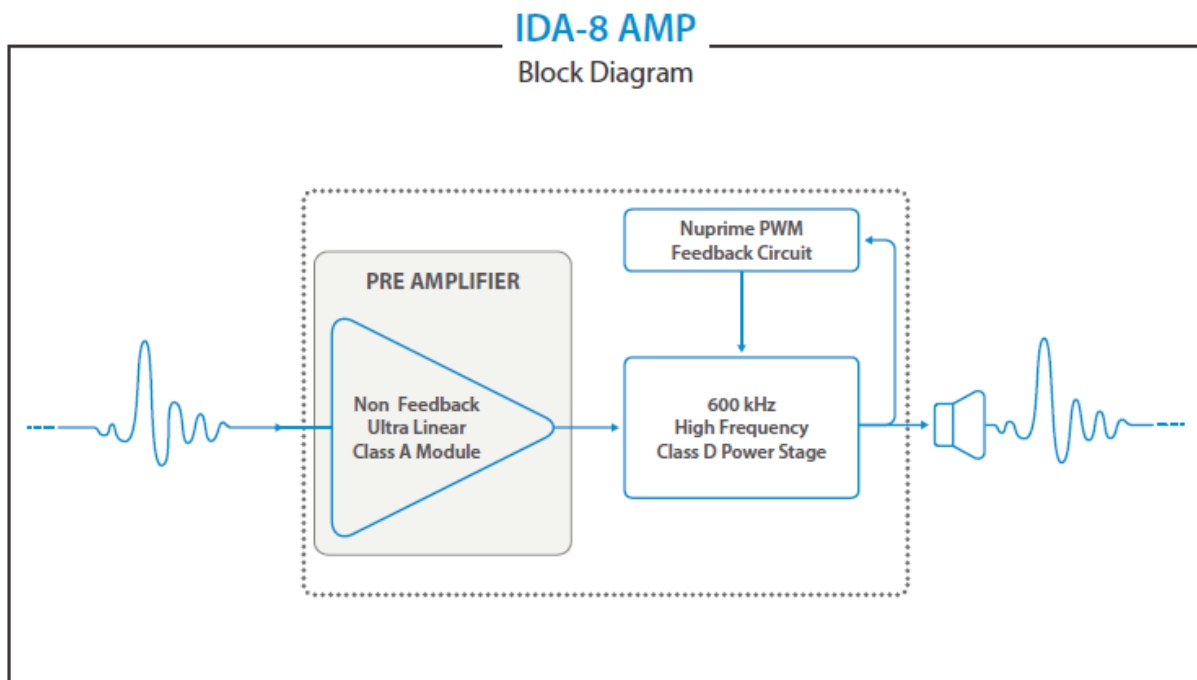 IDA-8 AMP
Block Diagram
Nuprime PWM
Feedback Circuit
PRE AMPLIFIER
Non Feedback
Ultra Linear
Class A Module
600 kHz
High Frequency
Class D Power Stage